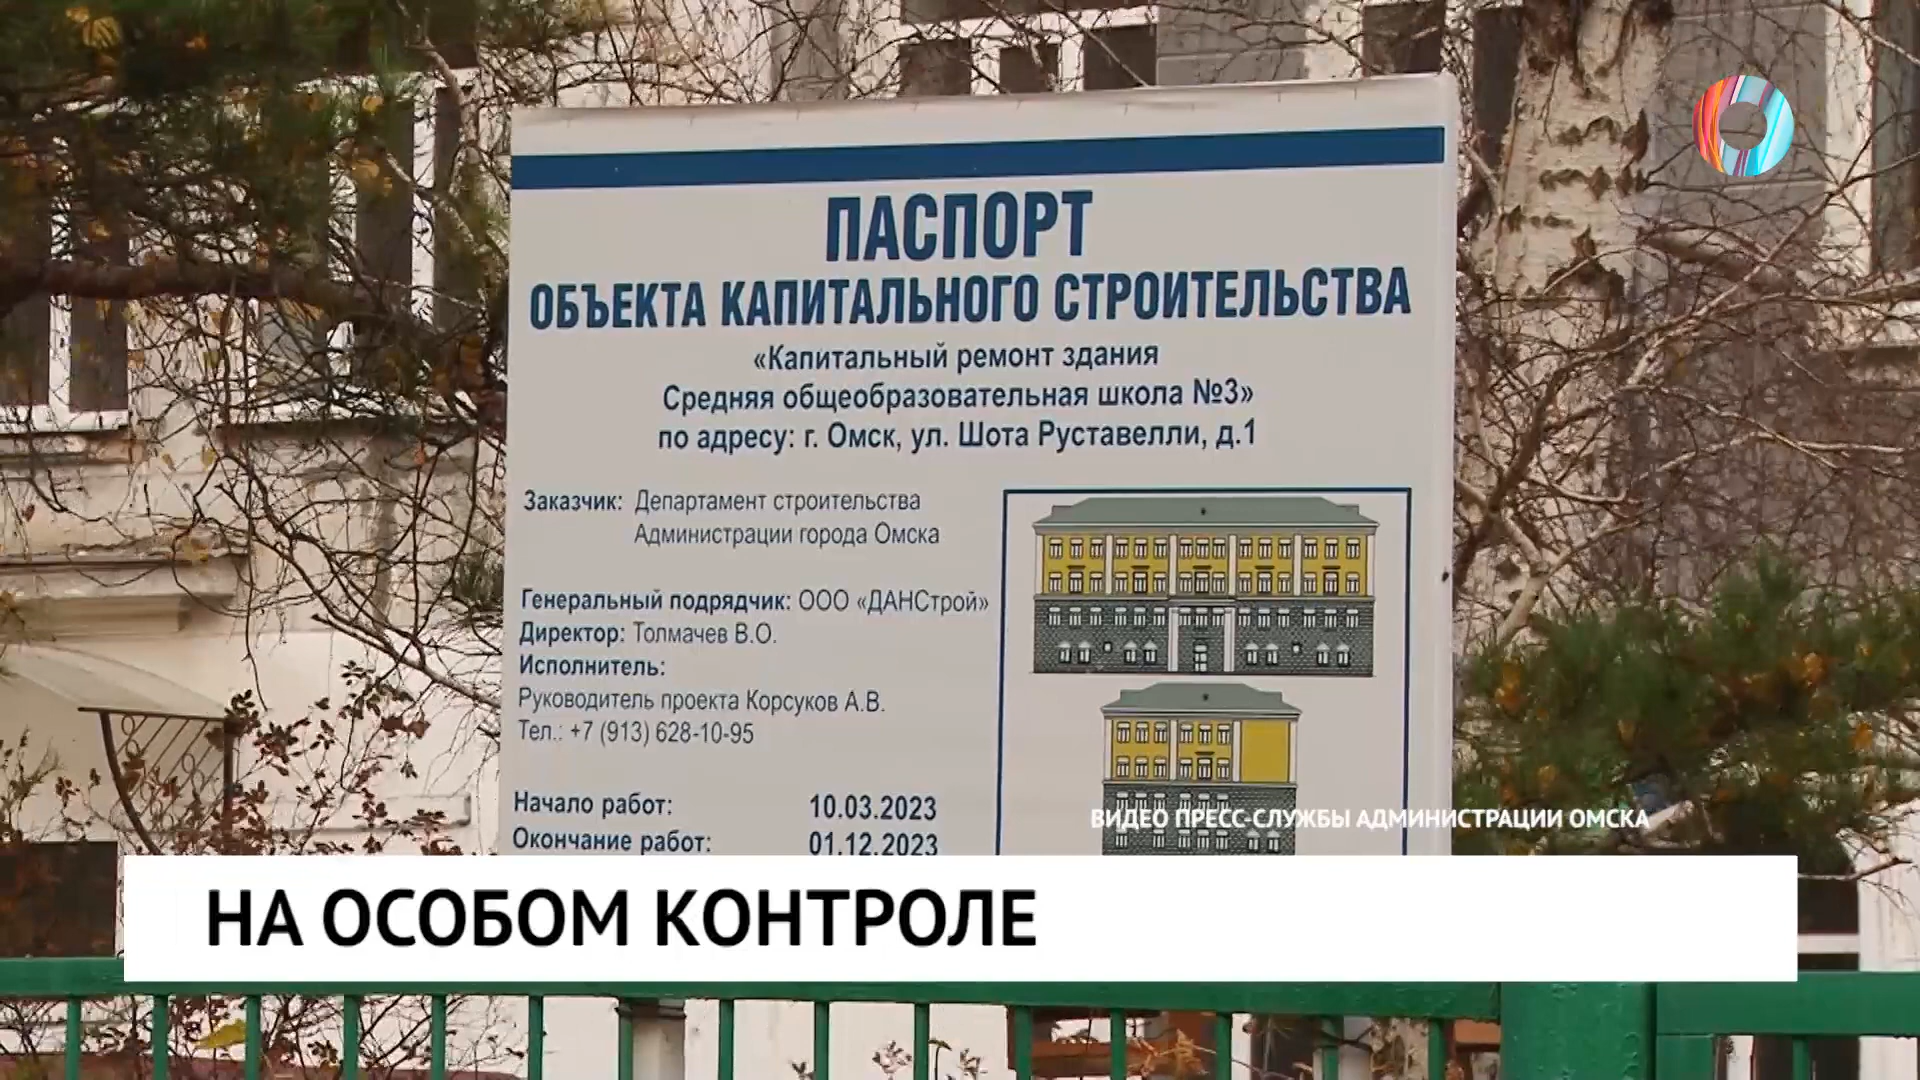 ПАСПОРТ
ОБЪЕКТА КАПИТАЛЬНОГО СТРОИТЕЛЬСТВА
«Капитальный ремонт здания
Средняя общеобразовательная школа №3»
по адресу: г. Омск, ул. Шота Руставелли, д.1
Заказчик: Департамент строительства
Администрации города Омска
Генеральный подрядчик: ООО «ДАНСтрой»
Директор: Толмачев В.О.
Исполнитель:
Руководитель проекта Корсуков А.В.
Тел.: +7 (913) 628-10-95
Начало работ: 10.03.2023
Окончание работ: 01.12.2023
ВИДЕО ПРЕСС-СЛУЖБЫ АДМИНИСТРАЦИИ ОМСКА
НА ОСОБОМ КОНТРОЛЕ